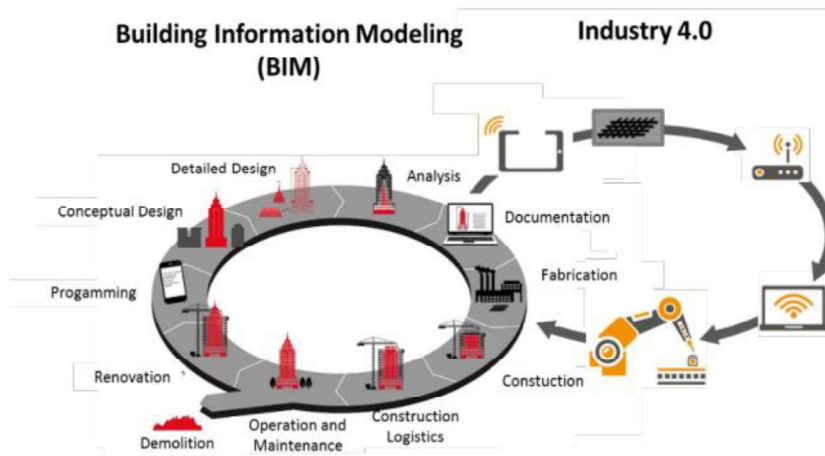 Building Information Modeling
(BIM)
Industry 4.0
Detailed Design
Analysis
Conceptual Design
Documentation
Progamming
Fabrication
Renovation
Constuction
Demolition
Operation and
Maintenance
Construction
Logistics